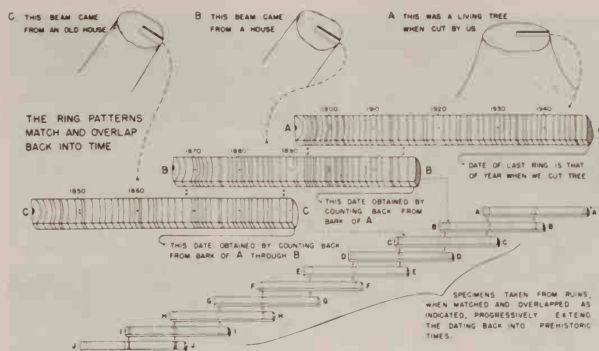 C THIS BEAM CAME
FROM AN OLD HOUSE
B THIS BEAM CAME
FROM A HOUSE
A THIS WAS A LIVING TREE
WHEN CUT BY US
THE RING PATTERNS
MATCH AND OVERLAP
BACK INTO TIME
1900 1910 1920 1930 1940
A
1870 1880 1890
B B
DATE OF LAST RING IS THAT
OF YEAR WHEN WE CUT TREE
1850 1860
C C
THIS DATE OBTAINED BY
COUNTING BACK FROM
BARK OF A
THIS DATE OBTAINED BY COUNTING BACK
FROM BARK OF A THROUGH B
A A
B B
C C
D D
E E
F F
G G
H H
I I
J J
SPECIMENS TAKEN FROM RUINS,
WHEN MATCHED AND OVERLAPPED AS
INDICATED, PROGRESSIVELY EXTEND
THE DATING BACK INTO PREHISTORIC
TIMES.